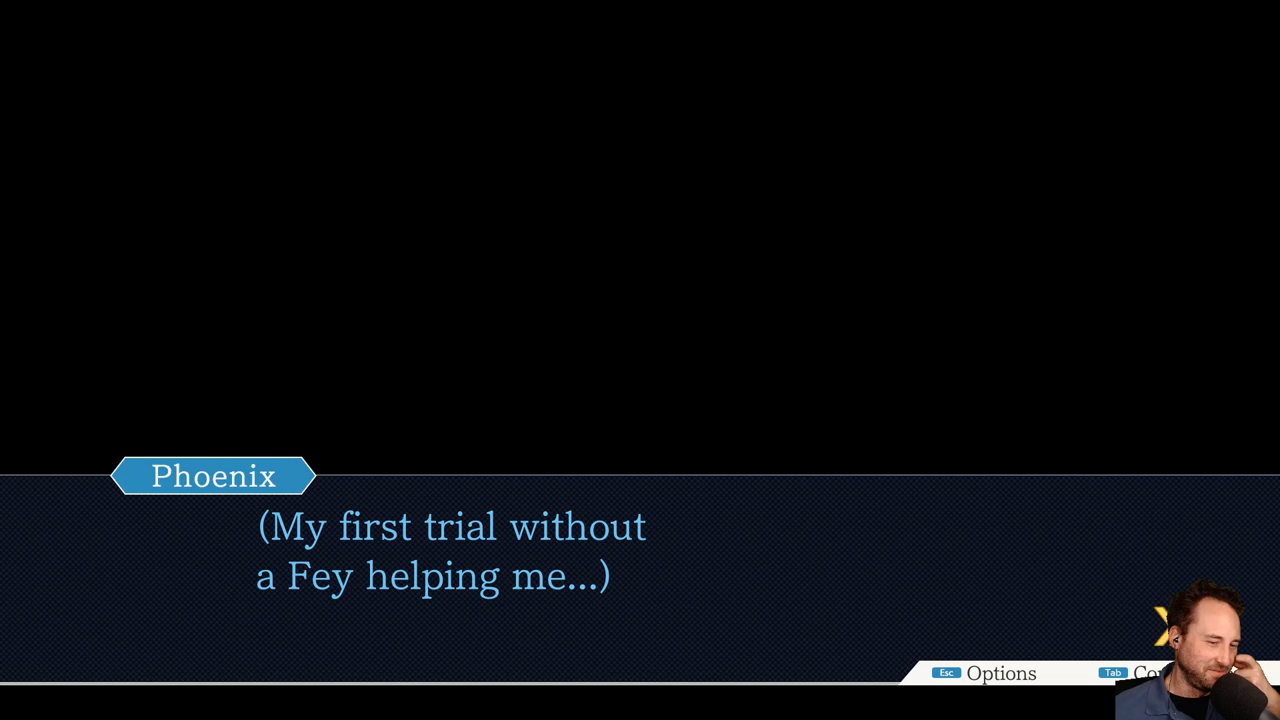 Phoenix
(My first trial without
a Fey helping me...)
Esc Options
Tab